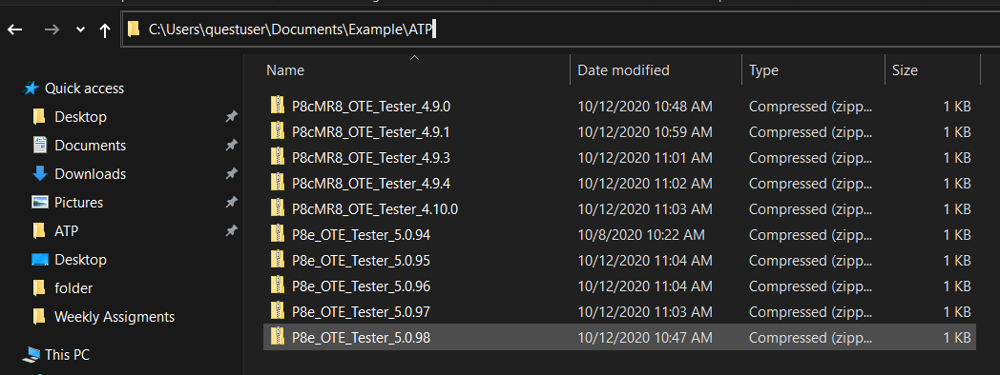 C:\Users\questuser\Documents\Example\ATP
Name Date modified Type Size
Quick access
Desktop
Documents
Downloads
Pictures
ATP
Desktop
folder
Weekly Assigments
This PC
P8cMR8_OTE_Tester_4.9.0 10/12/2020 10:48 AM Compressed (zipp... 1 KB
P8cMR8_OTE_Tester_4.9.1 10/12/2020 10:59 AM Compressed (zipp... 1 KB
P8cMR8_OTE_Tester_4.9.3 10/12/2020 11:01 AM Compressed (zipp... 1 KB
P8cMR8_OTE_Tester_4.9.4 10/12/2020 11:02 AM Compressed (zipp... 1 KB
P8cMR8_OTE_Tester_4.10.0 10/12/2020 11:03 AM Compressed (zipp... 1 KB
P8e_OTE_Tester_5.0.94 10/8/2020 10:22 AM Compressed (zipp... 1 KB
P8e_OTE_Tester_5.0.95 10/12/2020 11:04 AM Compressed (zipp... 1 KB
P8e_OTE_Tester_5.0.96 10/12/2020 11:04 AM Compressed (zipp... 1 KB
P8e_OTE_Tester_5.0.97 10/12/2020 11:03 AM Compressed (zipp... 1 KB
P8e_OTE_Tester_5.0.98 10/12/2020 10:47 AM Compressed (zipp... 1 KB